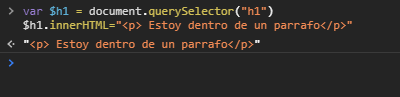 > var $h1 = document.querySelector("h1")
$h1.innerHTML="<p> Estoy dentro de un parrafo</p>"
<· "<p> Estoy dentro de un parrafo</p>"
>